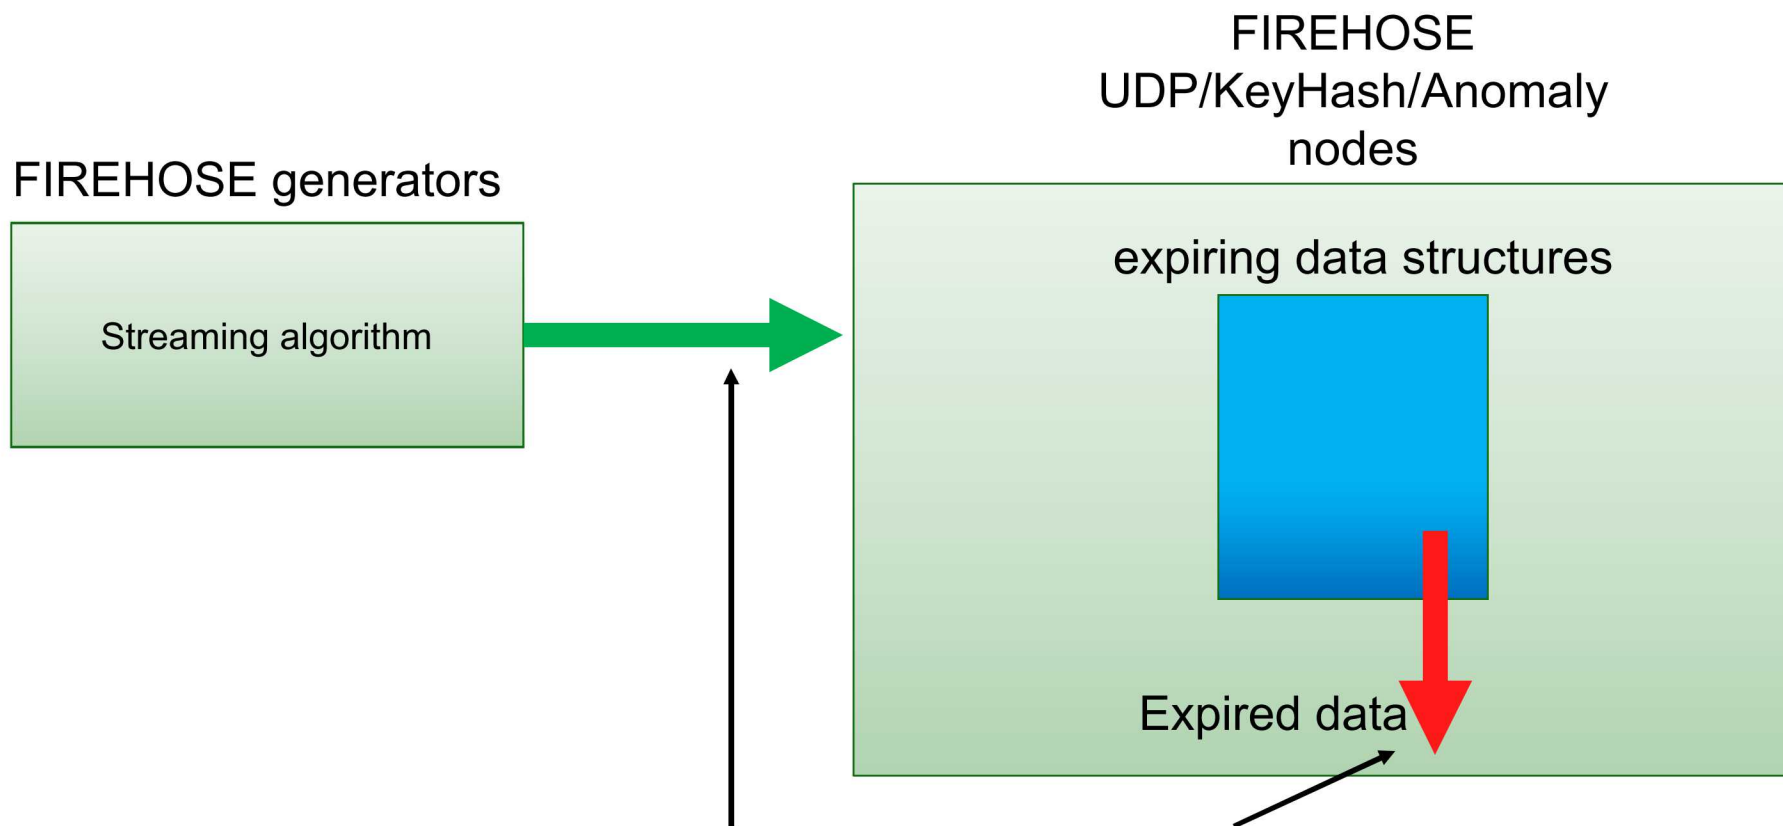 FIREHOSE
UDP/KeyHash/Anomaly
nodes
FIREHOSE generators
Streaming algorithm
expiring data structures
Expired data